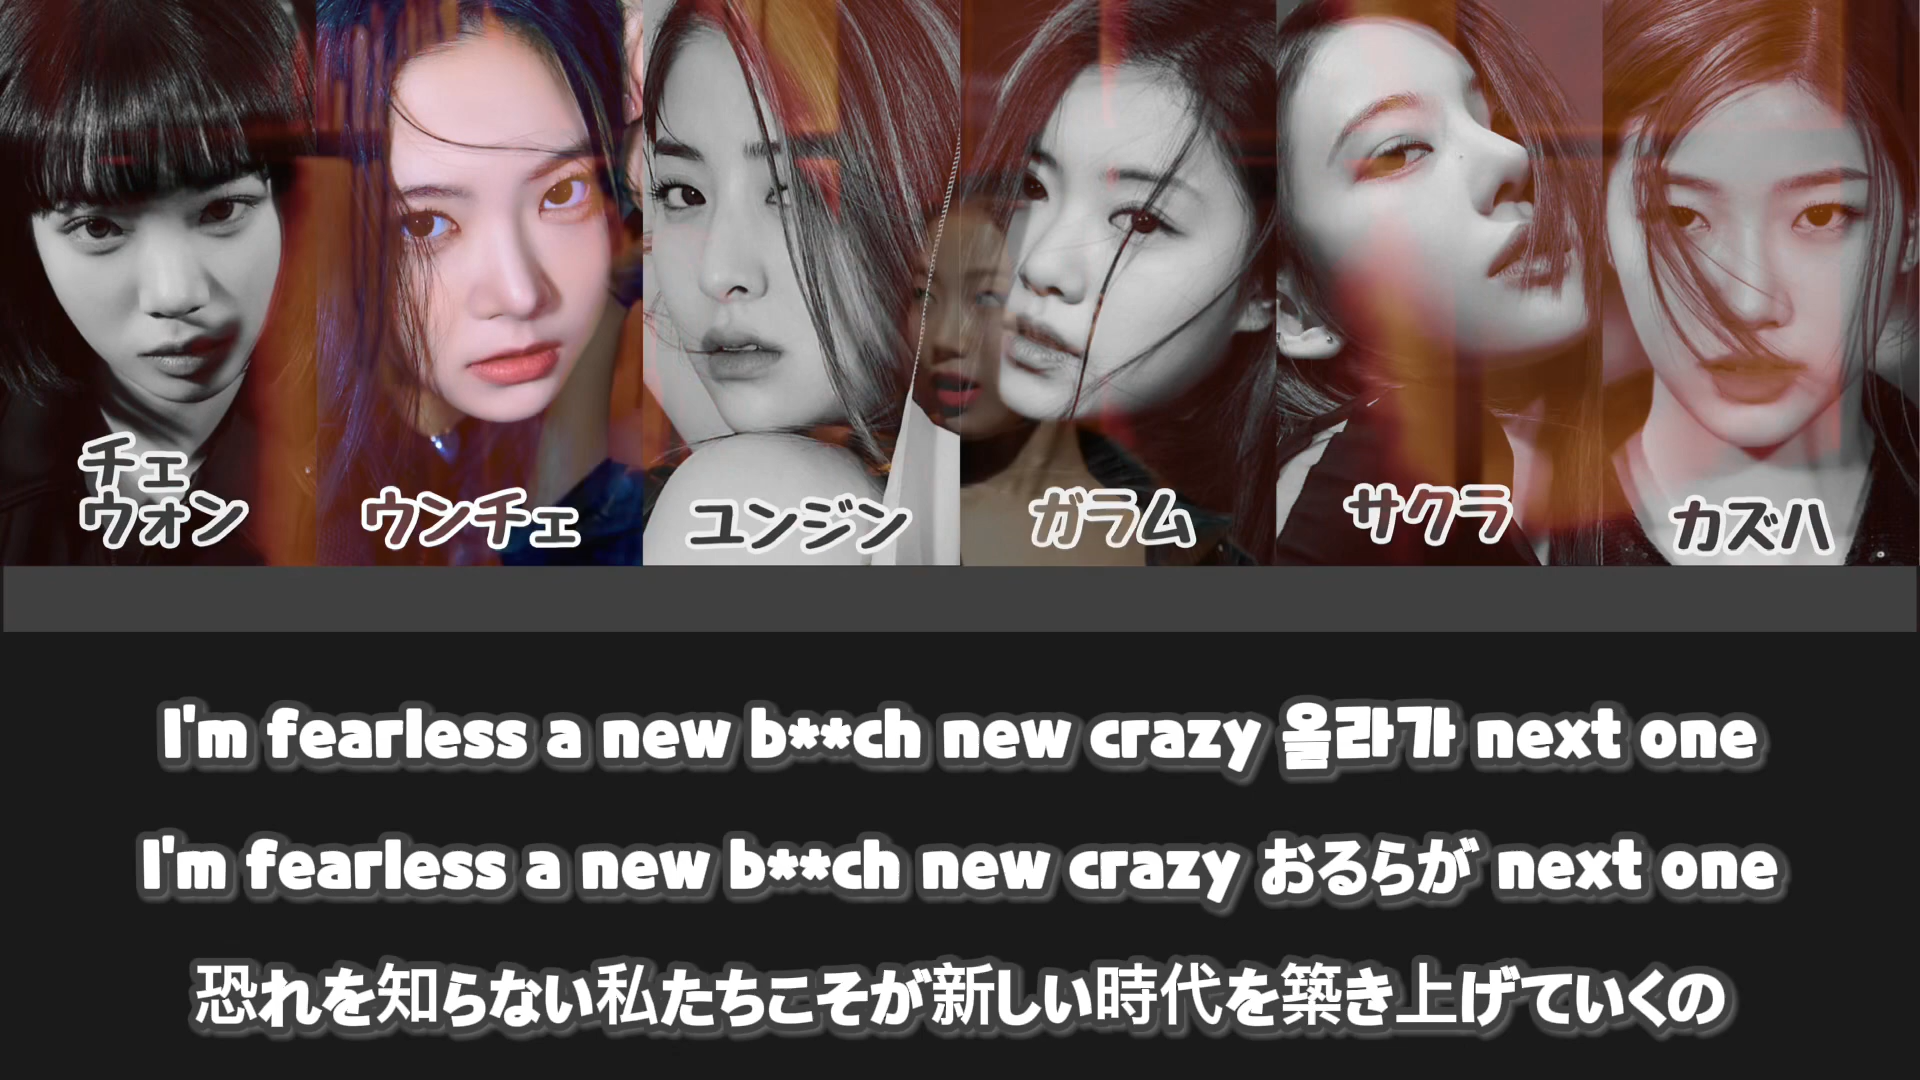 チェ
ウォン
ウンチェ
ユンジン
ガラム
サクラ
カズハ
I'm fearless a new b**ch new crazy 올라가 next one
I'm fearless a new b**ch new crazy おるらが next one
恐れを知らない私たちこそが新しい時代を築き上げていくの